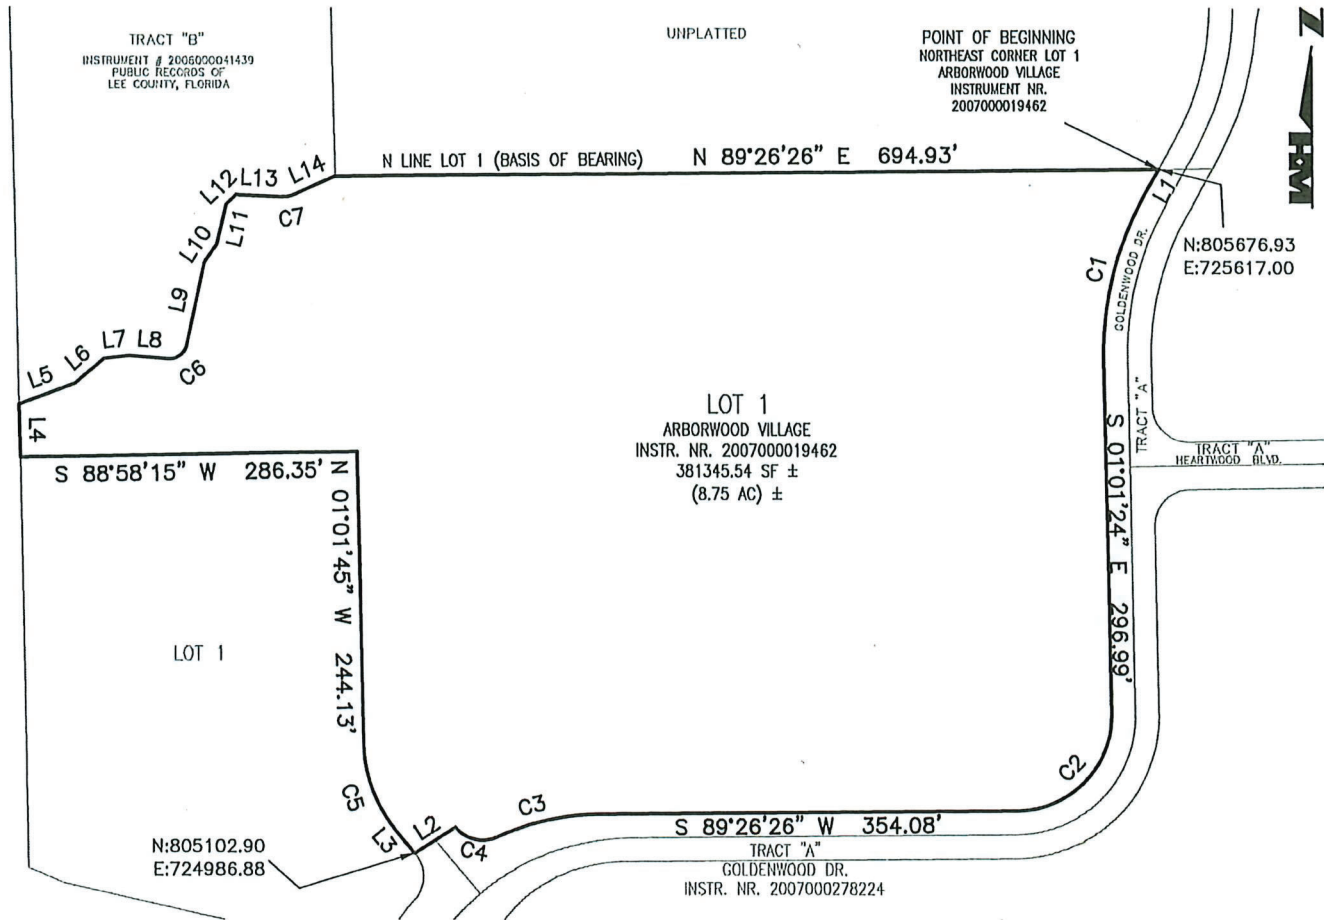 TRACT "B"
INSTRUMENT # 2006000041439
PUBLIC RECORDS OF
LEE COUNTY, FLORIDA
UNPLATTED
POINT OF BEGINNING
NORTHEAST CORNER LOT 1
ARBORWOOD VILLAGE
INSTRUMENT NR.
2007000019462
N LINE LOT 1 (BASIS OF BEARING) N 89°26'26" E 694.93'
N:805676.93
E:725617.00
L1
C1
GOLDENWOOD DR.
L14
L13
L12
C7
L11
L10
L9
L8
L7
C6
L6
L5
L4
S 88°58'15" W 286.35'
N 01°01'45" W 244.13'
LOT 1
ARBORWOOD VILLAGE
INSTR. NR. 2007000019462
381345.54 SF ±
(8.75 AC) ±
S 01°01'24" E 296.99'
TRACT "A"
TRACT "A"
HEARTWOOD BLVD.
LOT 1
C5
L3
L2
C4
C3
C2
S 89°26'26" W 354.08'
TRACT "A"
GOLDENWOOD DR.
INSTR. NR. 2007000278224
N:805102.90
E:724986.88